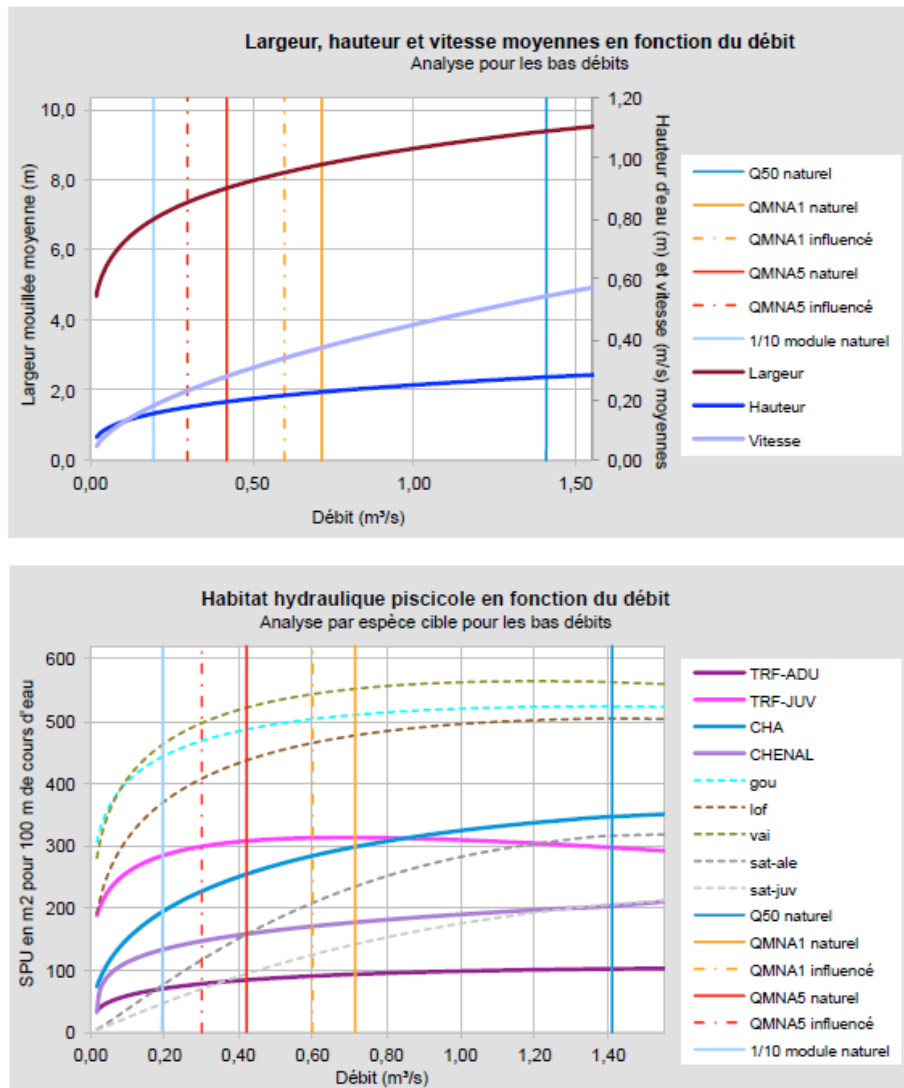 Largeur, hauteur et vitesse moyennes en fonction du débit
Analyse pour les bas débits
Largeur mouillée moyenne (m)
10,0
8,0
6,0
4,0
2,0
0,0
1,20
1,00
0,80
0,60
0,40
0,20
0,00
Hauteur d'eau (m) et vitesse (m/s) moyennes
0,00
0,50
1,00
1,50
Débit (m³/s)
Q50 naturel
QMNA1 naturel
QMNA1 influencé
QMNA5 naturel
QMNA5 influencé
1/10 module naturel
Largeur
Hauteur
Vitesse
Habitat hydraulique piscicole en fonction du débit
Analyse par espèce cible pour les bas débits
SPU en m2 pour 100 m de cours d'eau
600
500
400
300
200
100
0
0,00
0,20
0,40
0,60
0,80
1,00
1,20
1,40
Débit (m³/s)
TRF-ADU
TRF-JUV
CHA
CHENAL
gou
lof
vai
sat-ale
sat-juv
Q50 naturel
QMNA1 naturel
QMNA1 influencé
QMNA5 naturel
QMNA5 influencé
1/10 module naturel